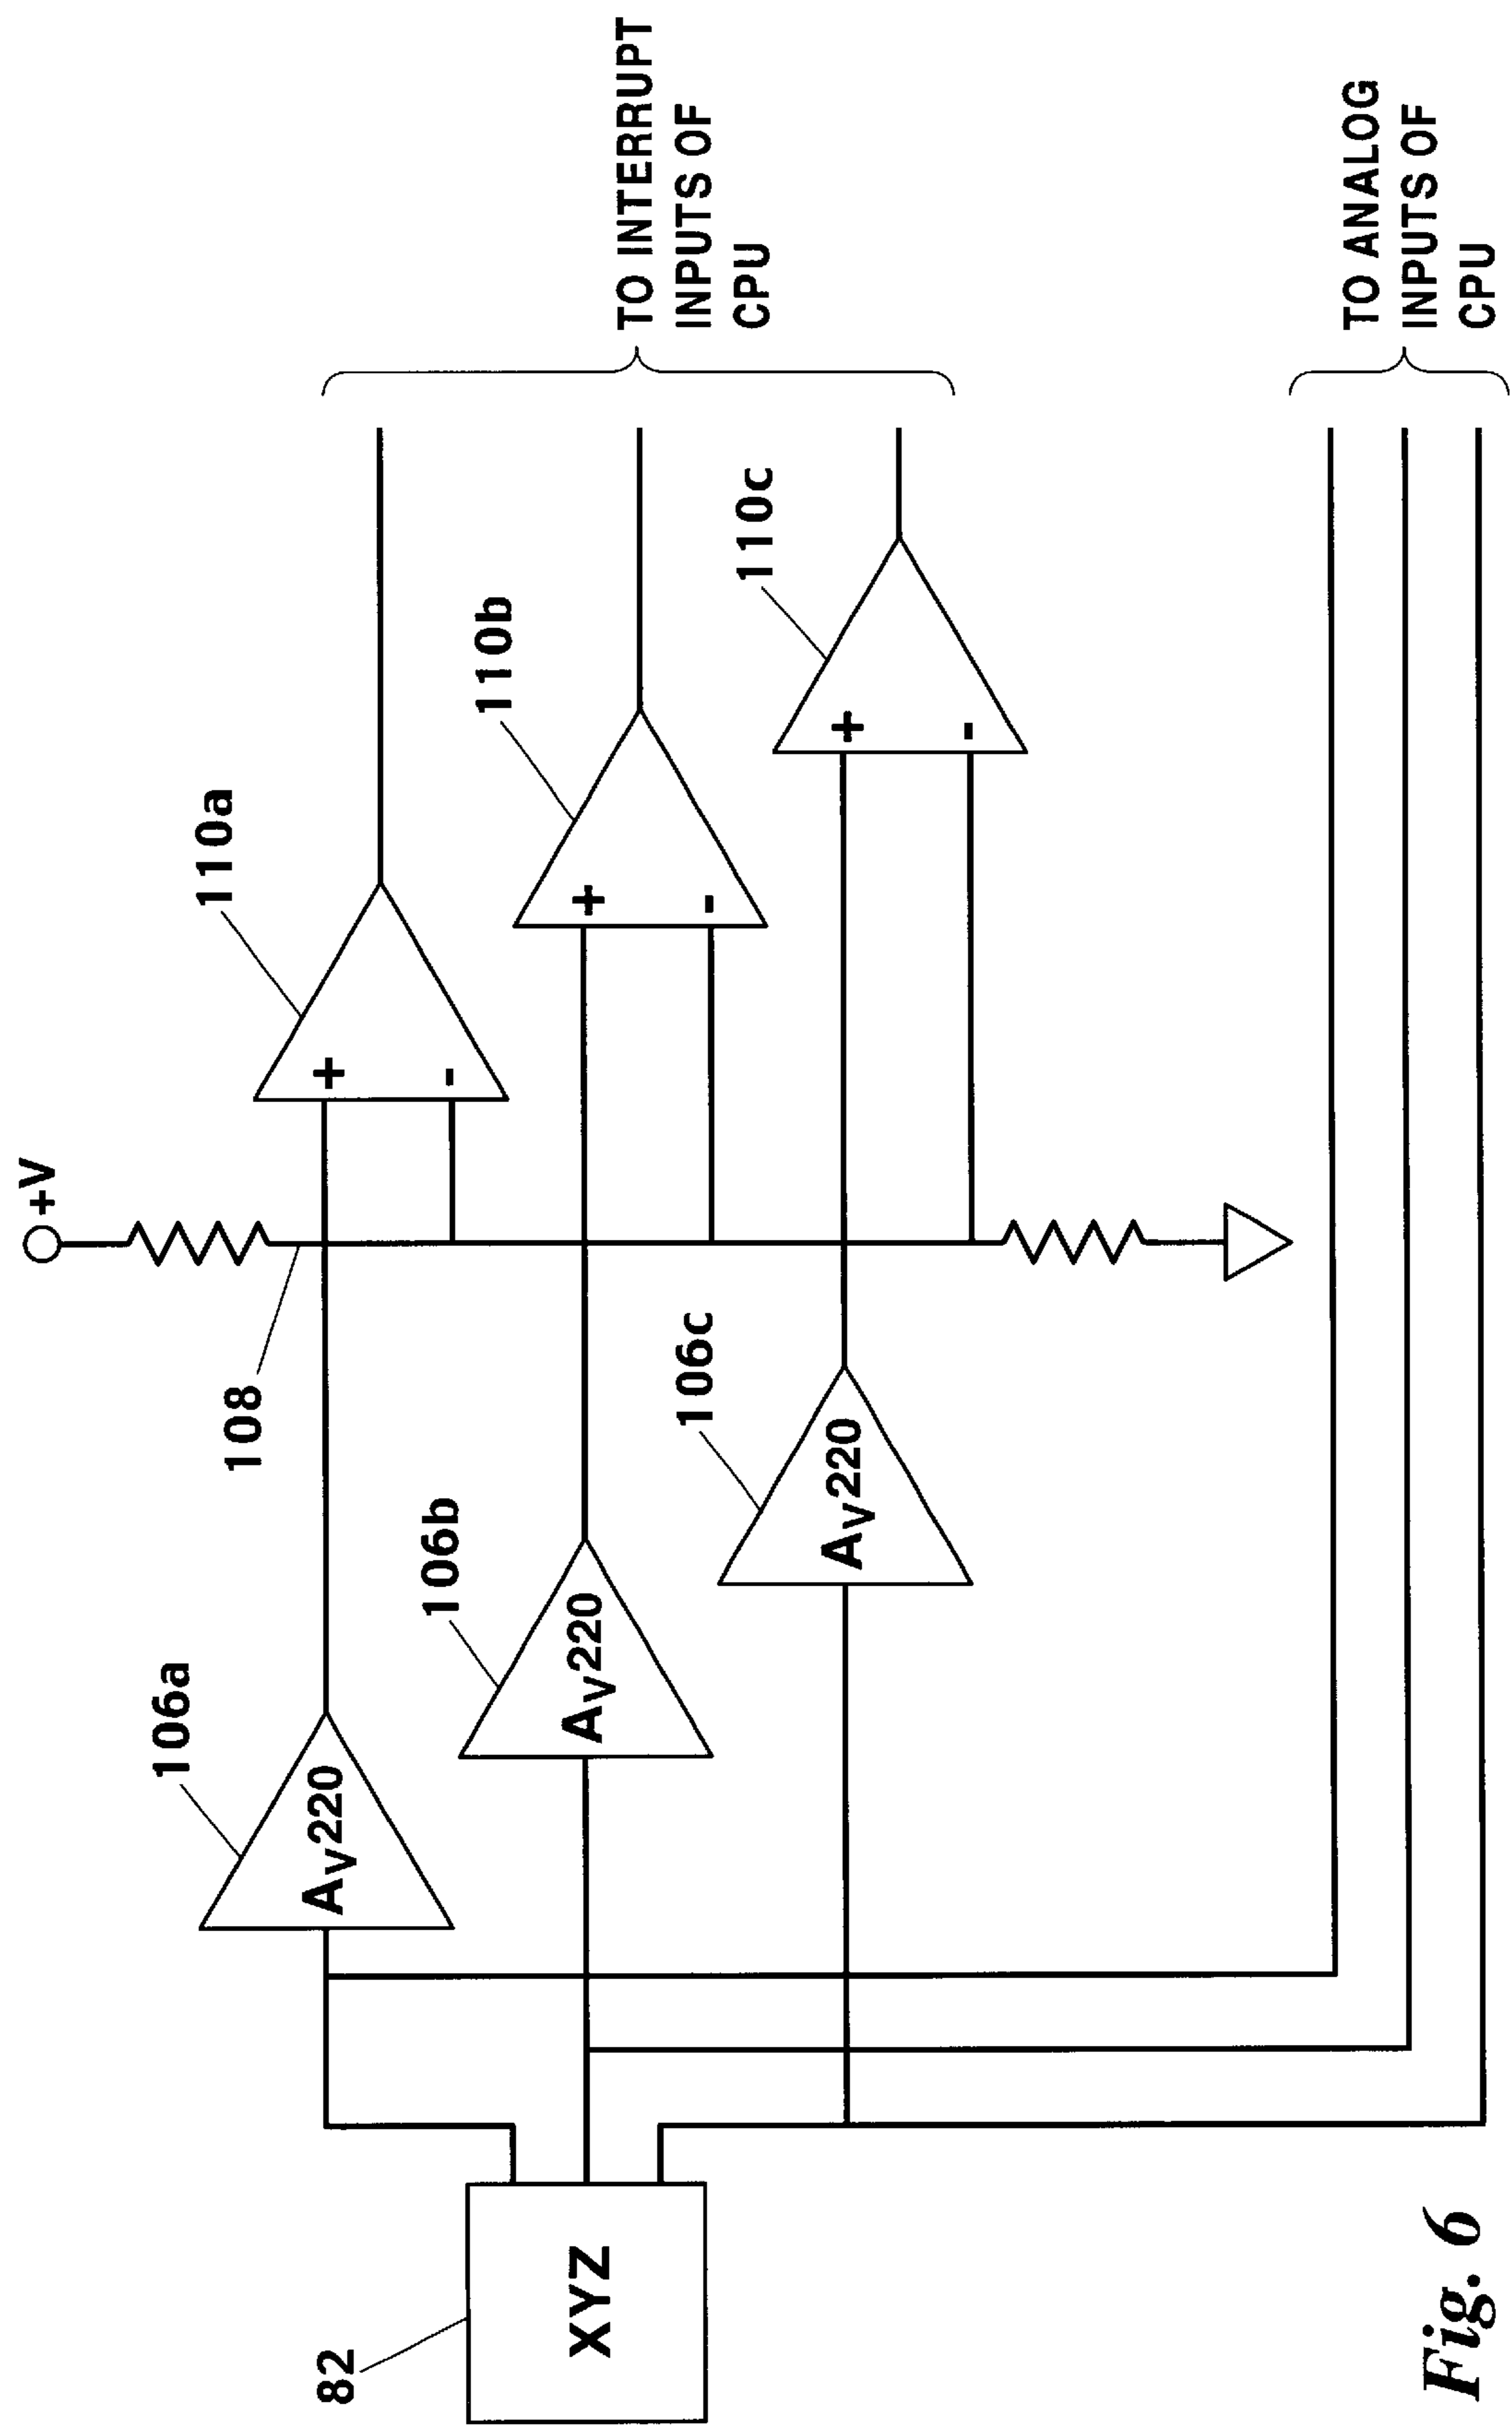 +V
108
106a
AV220
106b
AV220
106c
AV220
110a
+
-
110b
+
-
110c
+
-
82
XYZ
TO INTERRUPT
INPUTS OF
CPU
TO ANALOG
INPUTS OF
CPU
Fig. 6